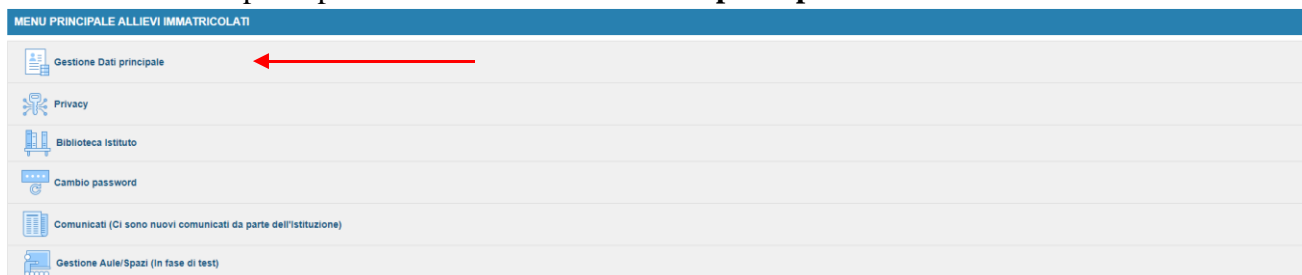 MENU PRINCIPALE ALLIEVI IMMATRICOLATI
Gestione Dati principale
Privacy
Biblioteca Istituto
Cambio password
Comunicati (Ci sono nuovi comunicati da parte dell'Istituzione)
Gestione Aule/Spazi (In fase di test)